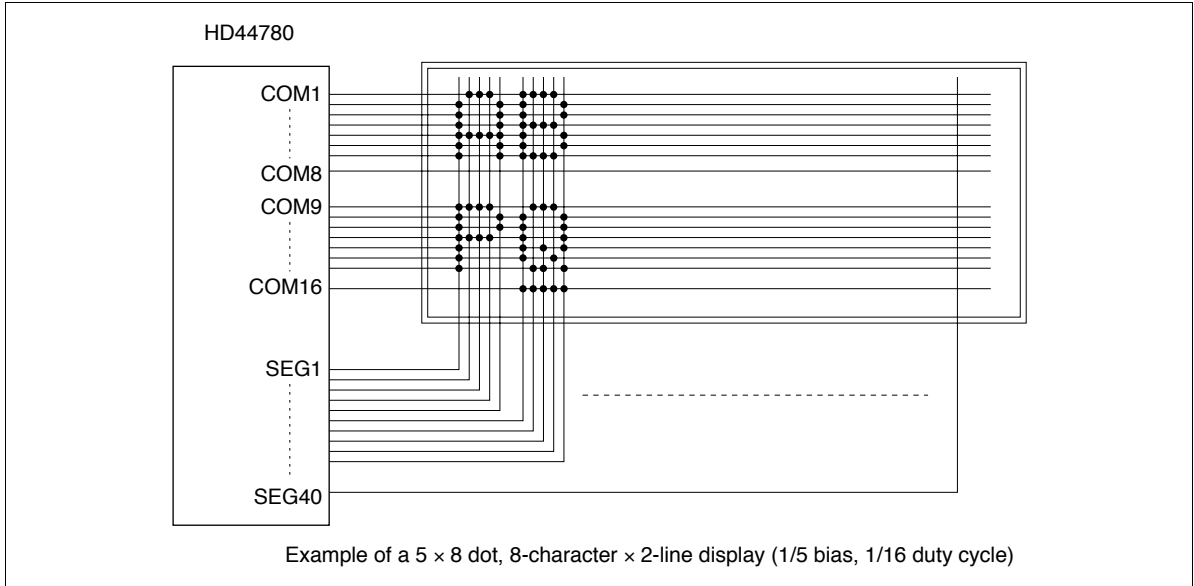 HD44780
COM1
COM8
COM9
COM16
SEG1
SEG40
Example of a 5 × 8 dot, 8-character × 2-line display (1/5 bias, 1/16 duty cycle)